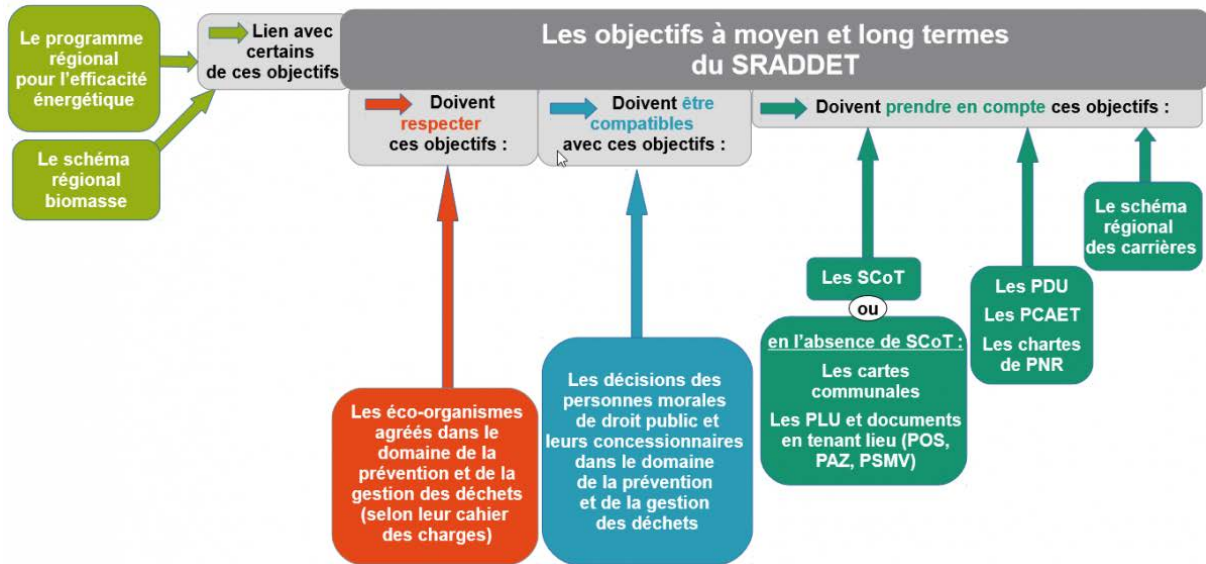 Le programme
régional
pour l'efficacité
énergétique
Le schéma
régional
biomasse
Lien avec
certains
de ces objectifs
Les objectifs à moyen et long termes
du SRADDET
Doivent
respecter
ces objectifs :
Doivent être
compatibles
avec ces objectifs :
Doivent prendre en compte ces objectifs :
Les éco-organismes
agréés dans le
domaine de la
prévention et de la
gestion des déchets
(selon leur cahier
des charges)
Les décisions des
personnes morales
de droit public et
leurs concessionnaires
dans le domaine
de la prévention
et de la gestion
des déchets
Les SCoT
ou
en l'absence de SCoT :
Les cartes
communales
Les PLU et documents
en tenant lieu (POS,
PAZ, PSMV)
Les PDU
Les PCAET
Les chartes
de PNR
Le schéma
régional
des carrières